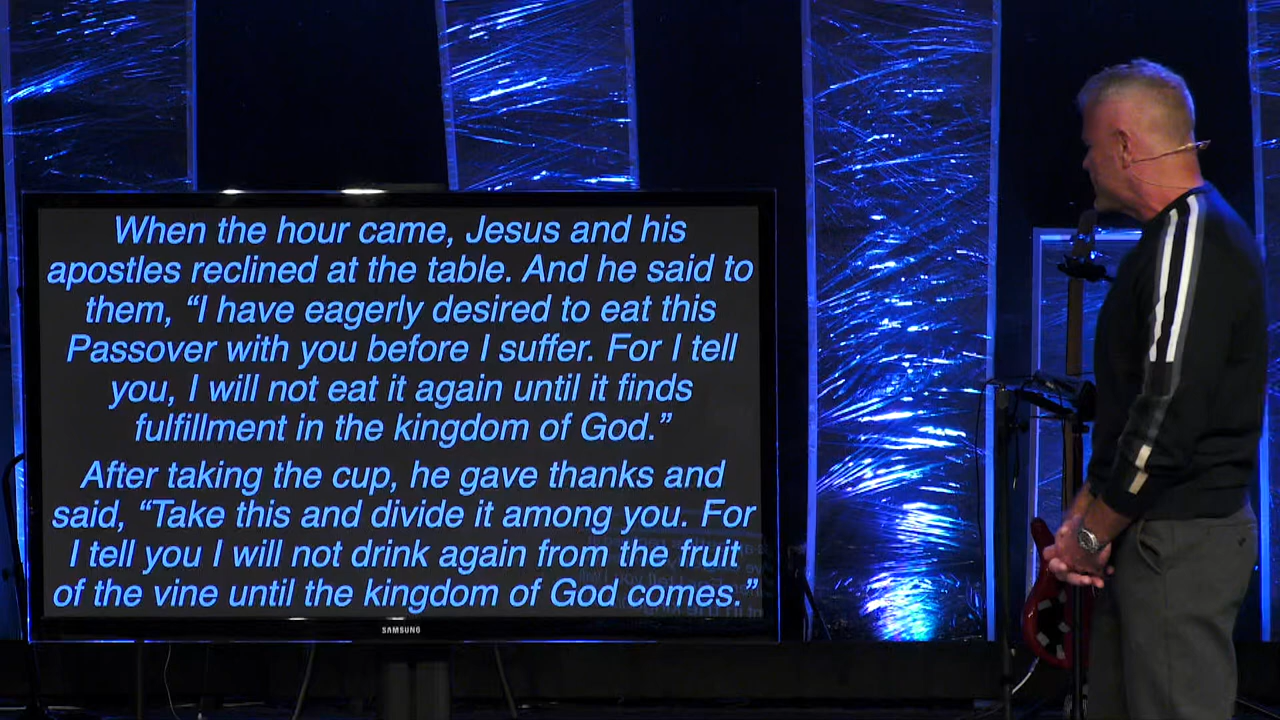 When the hour came, Jesus and his
apostles reclined at the table. And he said to
them, “I have eagerly desired to eat this
Passover with you before I suffer. For I tell
you, I will not eat it again until it finds
fulfillment in the kingdom of God.”
After taking the cup, he gave thanks and
said, “Take this and divide it among you. For
I tell you I will not drink again from the fruit
of the vine until the kingdom of God comes.”
SAMSUNG